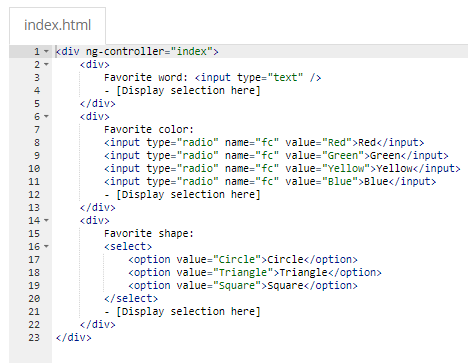 index.html
1 <div ng-controller="index">
2 <div>
3 Favorite word: <input type="text" />
4 - [Display selection here]
5 </div>
6 <div>
7 Favorite color:
8 <input type="radio" name="fc" value="Red">Red</input>
9 <input type="radio" name="fc" value="Green">Green</input>
10 <input type="radio" name="fc" value="Yellow">Yellow</input>
11 <input type="radio" name="fc" value="Blue">Blue</input>
12 - [Display selection here]
13 </div>
14 <div>
15 Favorite shape:
16 <select>
17 <option value="Circle">Circle</option>
18 <option value="Triangle">Triangle</option>
19 <option value="Square">Square</option>
20 </select>
21 - [Display selection here]
22 </div>
23 </div>